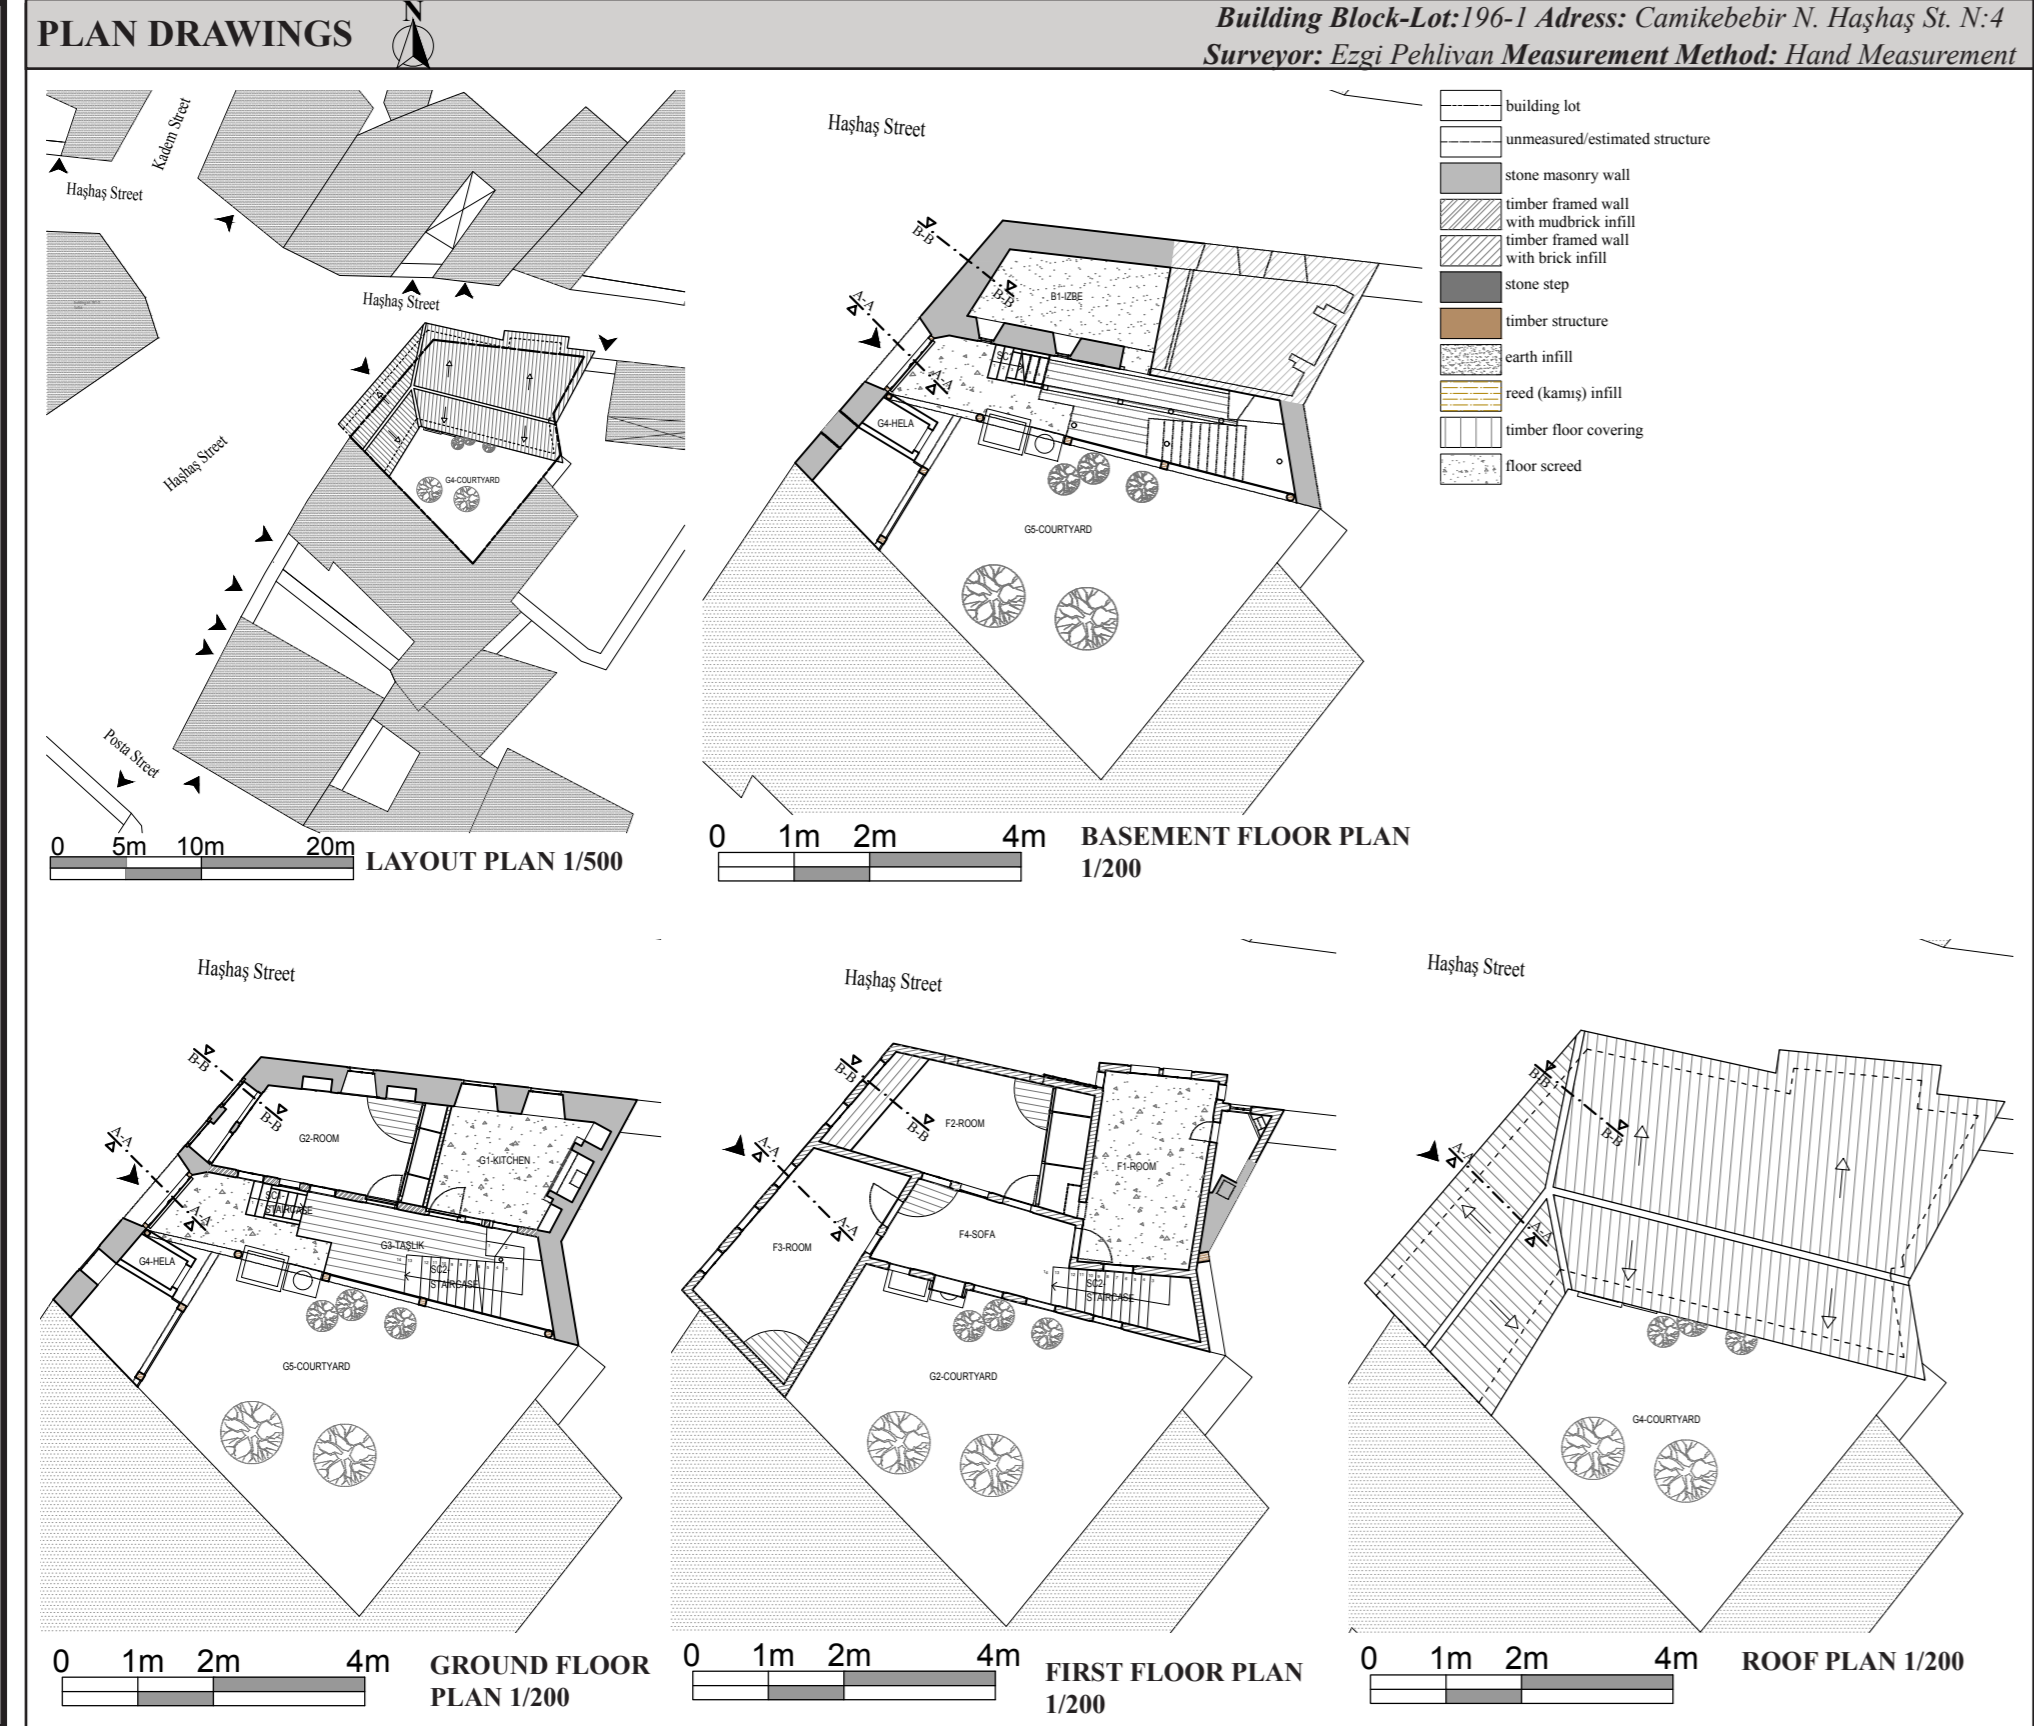 PLAN DRAWINGS
N
Building Block-Lot:196-1 Adress: Camikebebir N. Haşhaş St. N:4
Surveyor: Ezgi Pehlivan Measurement Method: Hand Measurement
Kadem Street
Haşhaş Street
Haşhaş Street
Haşhaş Street
G4-COURTYARD
Posta Street
0 5m 10m 20m
LAYOUT PLAN 1/500
Haşhaş Street
B-B
B-B
A-A
A-A
B1-IZBE
SC1
G4-HELA
G5-COURTYARD
0 1m 2m 4m
BASEMENT FLOOR PLAN
1/200
building lot
unmeasured/estimated structure
stone masonry wall
timber framed wall
with mudbrick infill
timber framed wall
with brick infill
stone step
timber structure
earth infill
reed (kamış) infill
timber floor covering
floor screed
Haşhaş Street
B-B
B-B
A-A
A-A
G2-ROOM
G1-KITCHEN
SC1-
STAIRCASE
G3-TAŞLIK
SC2-
STAIRCASE
G4-HELA
G5-COURTYARD
0 1m 2m 4m
GROUND FLOOR
PLAN 1/200
Haşhaş Street
B-B
B-B
A-A
A-A
F2-ROOM
F1-ROOM
F3-ROOM
F4-SOFA
SC2-
STAIRCASE
G2-COURTYARD
0 1m 2m 4m
FIRST FLOOR PLAN
1/200
Haşhaş Street
B-B
B-B
A-A
A-A
G4-COURTYARD
0 1m 2m 4m
ROOF PLAN 1/200